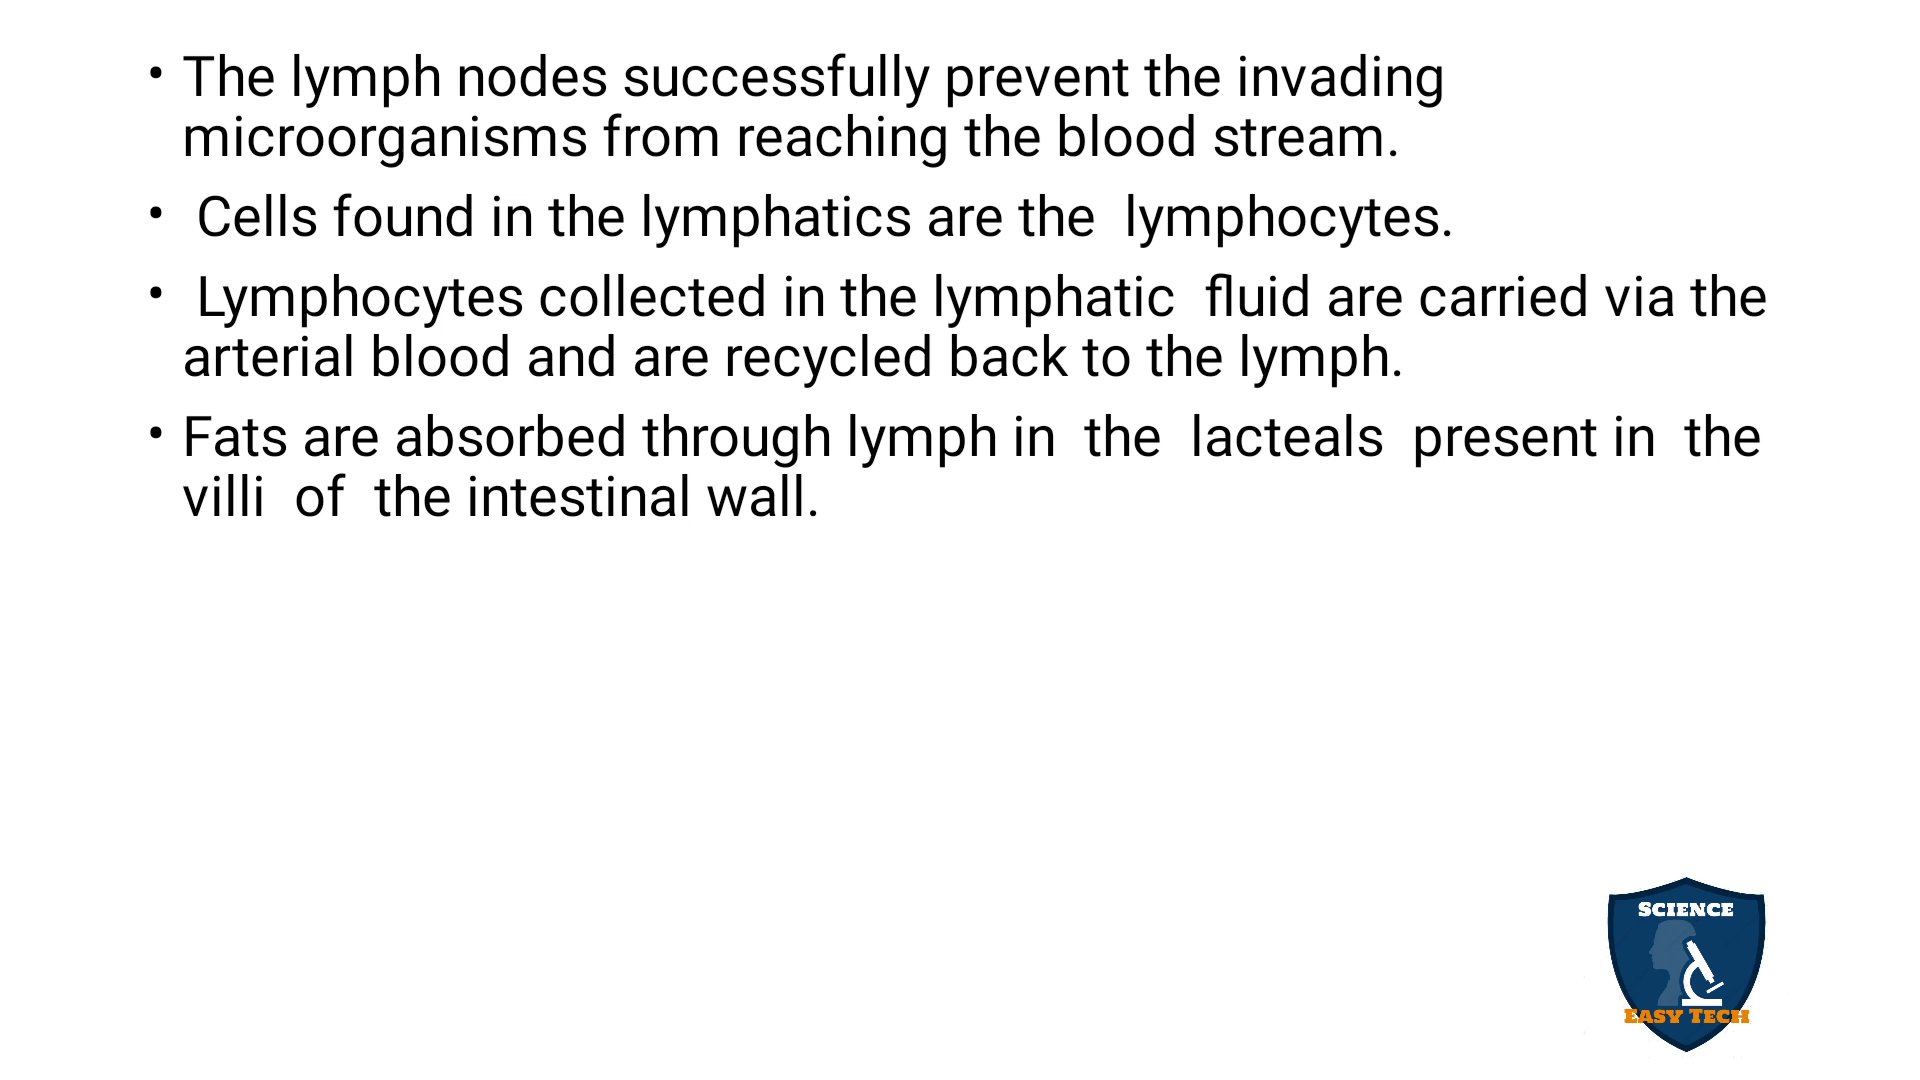 • The lymph nodes successfully prevent the invading
microorganisms from reaching the blood stream.
•  Cells found in the lymphatics are the  lymphocytes.
•  Lymphocytes collected in the lymphatic  fluid are carried via the
arterial blood and are recycled back to the lymph.
• Fats are absorbed through lymph in  the  lacteals  present in  the
villi  of  the intestinal wall.
SCIENCE
EASY TECH